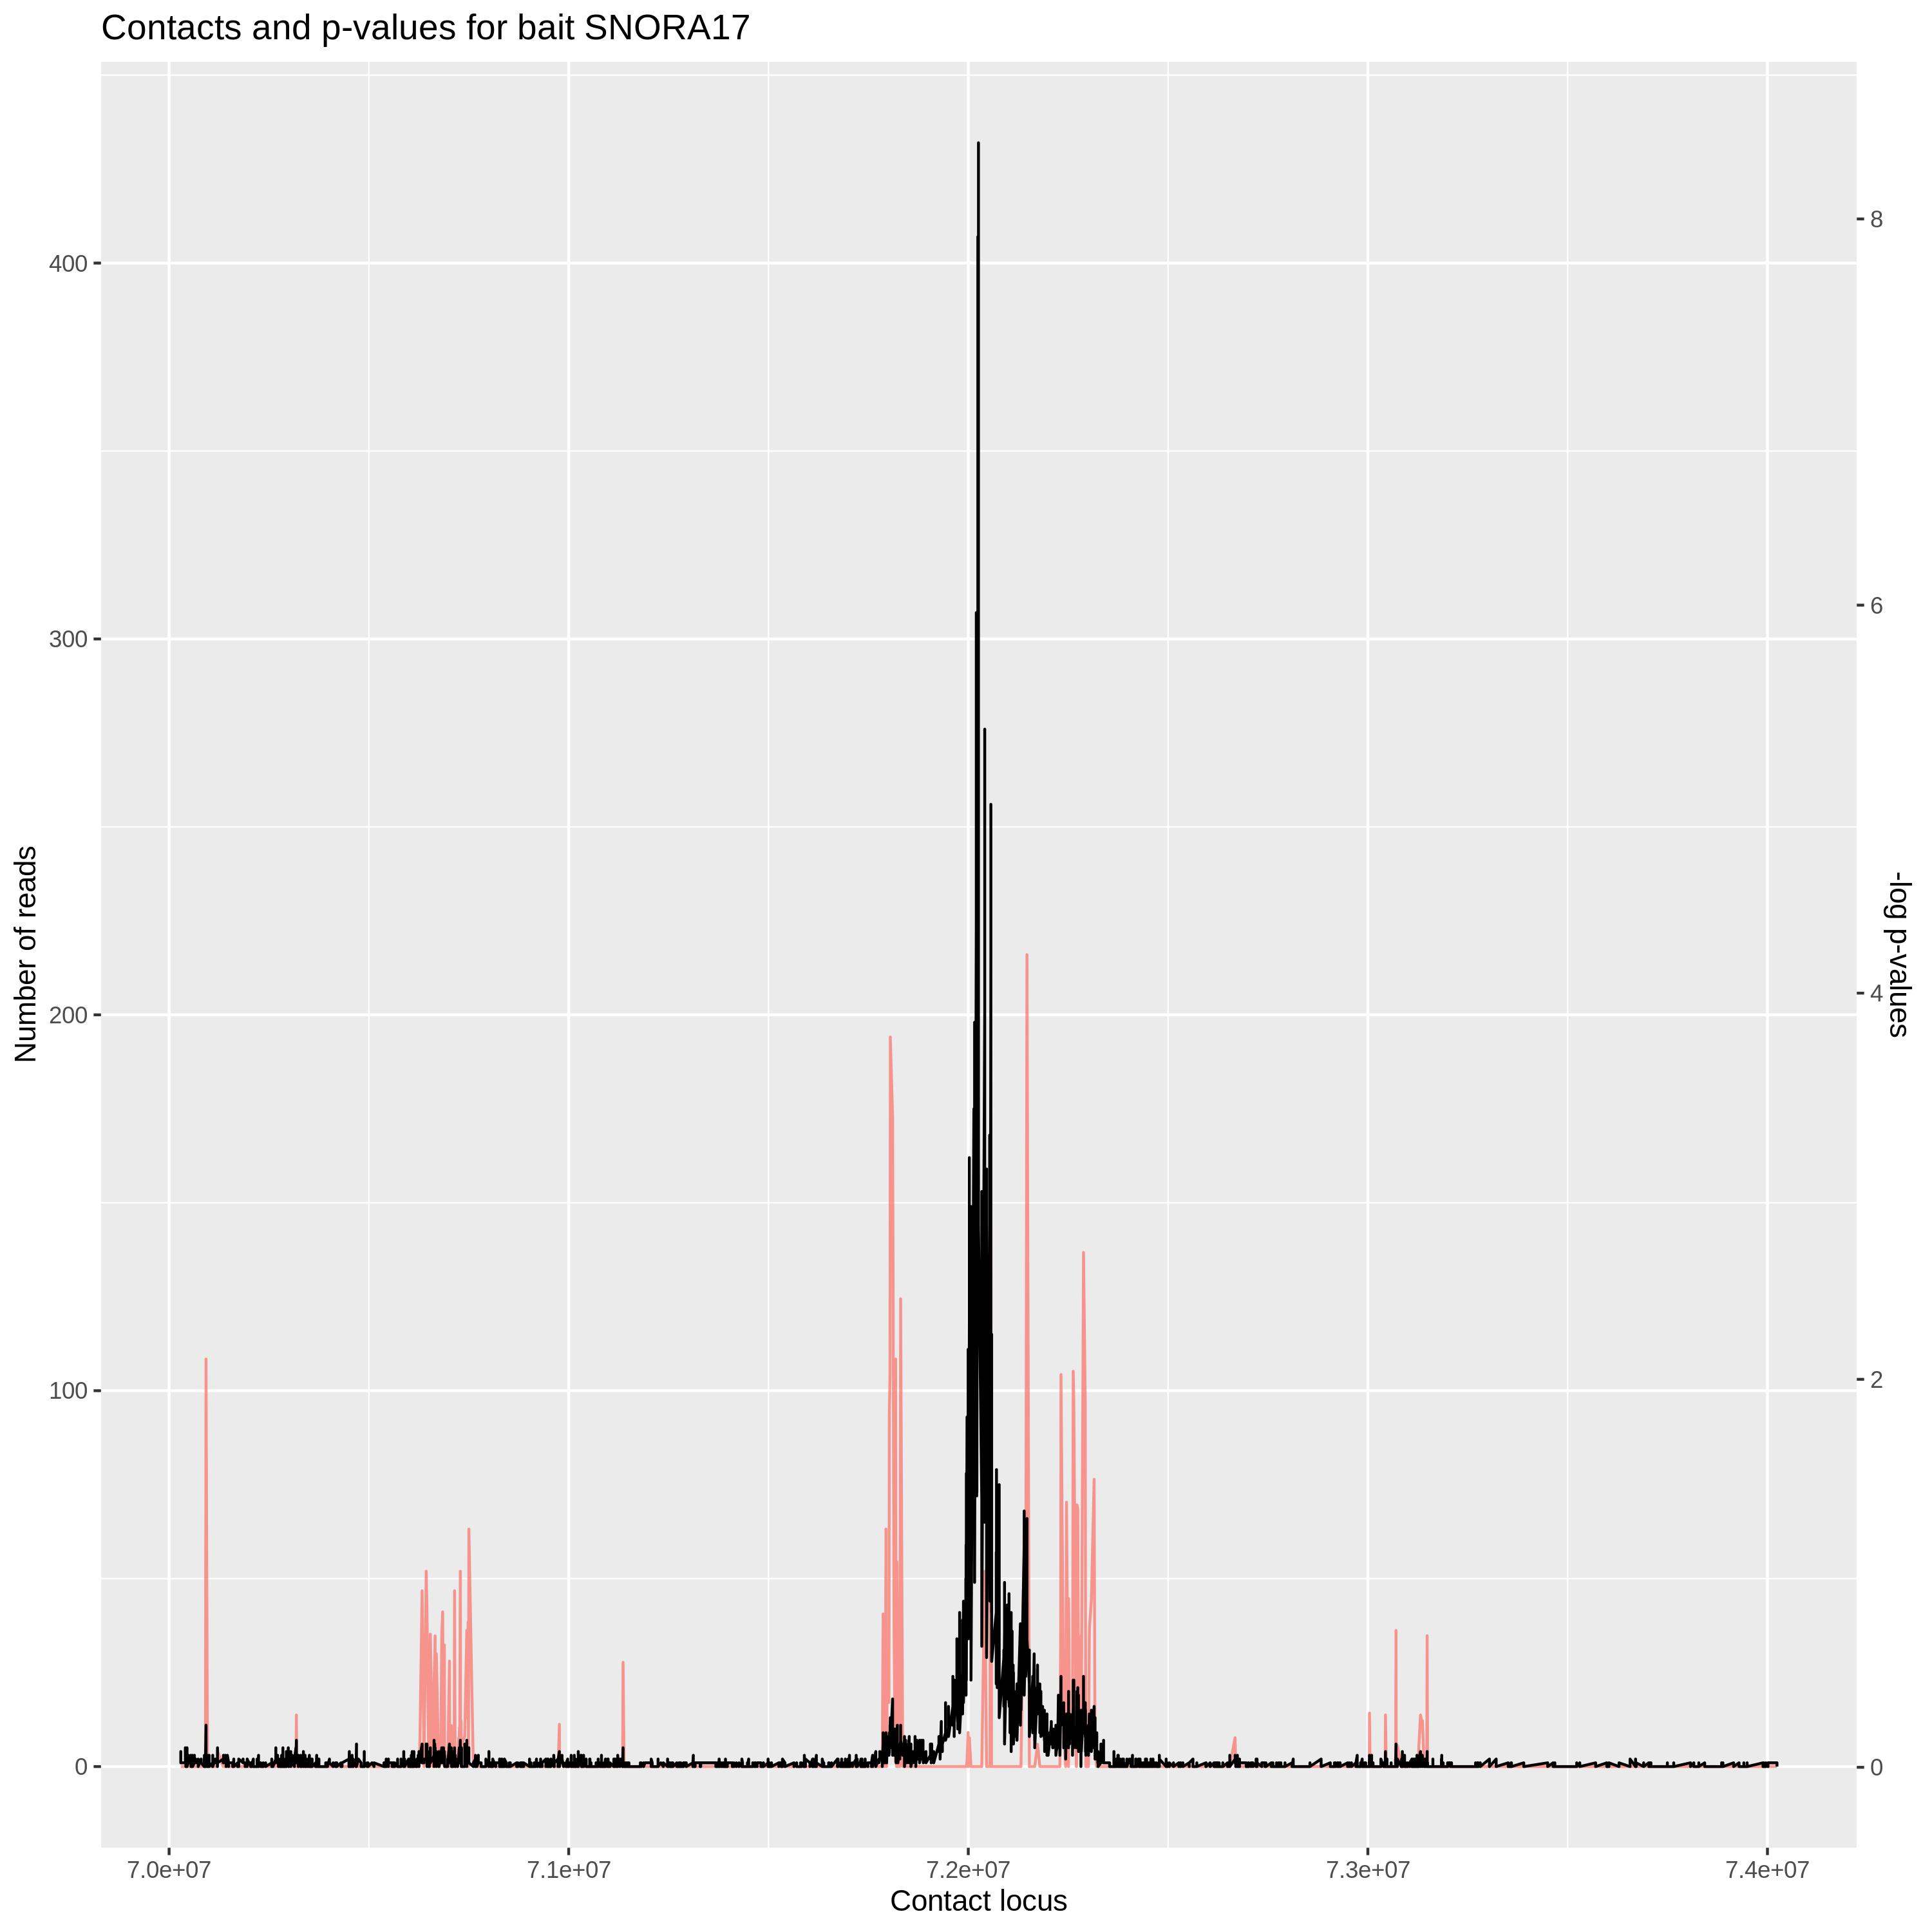 Contacts and p-values for bait SNORA17
Number of reads
400
300
200
100
0
8
6
4
2
0
-log p-values
7.0e+07
7.1e+07
7.2e+07
7.3e+07
7.4e+07
Contact locus